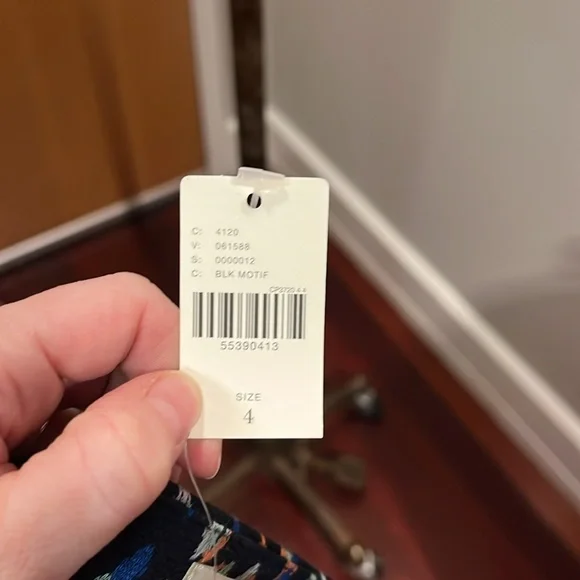 C: 4120
V: 061588
S: 0000012
C: BLK MOTIF
CP3720 4 4
55390413
SIZE
4